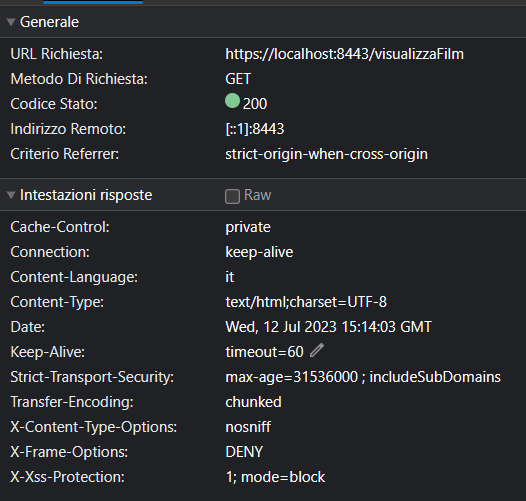 Generale
URL Richiesta: https://localhost:8443/visualizzaFilm
Metodo Di Richiesta: GET
Codice Stato: 200
Indirizzo Remoto: [::1]:8443
Criterio Referrer: strict-origin-when-cross-origin
Intestazioni risposte Raw
Cache-Control: private
Connection: keep-alive
Content-Language: it
Content-Type: text/html;charset=UTF-8
Date: Wed, 12 Jul 2023 15:14:03 GMT
Keep-Alive: timeout=60
Strict-Transport-Security: max-age=31536000 ; includeSubDomains
Transfer-Encoding: chunked
X-Content-Type-Options: nosniff
X-Frame-Options: DENY
X-Xss-Protection: 1; mode=block